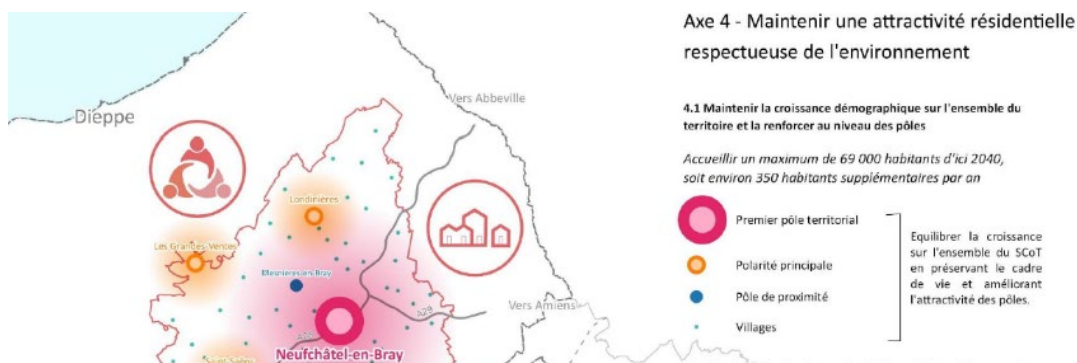 Axe 4 - Maintenir une attractivité résidentielle
respectueuse de l'environnement
4.1 Maintenir la croissance démographique sur l'ensemble du
territoire et la renforcer au niveau des pôles
Accueillir un maximum de 69 000 habitants d'ici 2040,
soit environ 350 habitants supplémentaires par an
Premier pôle territorial
Polarité principale
Pôle de proximité
Villages
Equilibrer la croissance
sur l'ensemble du SCoT
en préservant le cadre
de vie et améliorant
l'attractivité des pôles.
Vers Abbeville
Dieppe
Londinières
Les Grandes-Ventes
Mesnières-en-Bray
Vers Amiens
A29
Neufchâtel-en-Bray